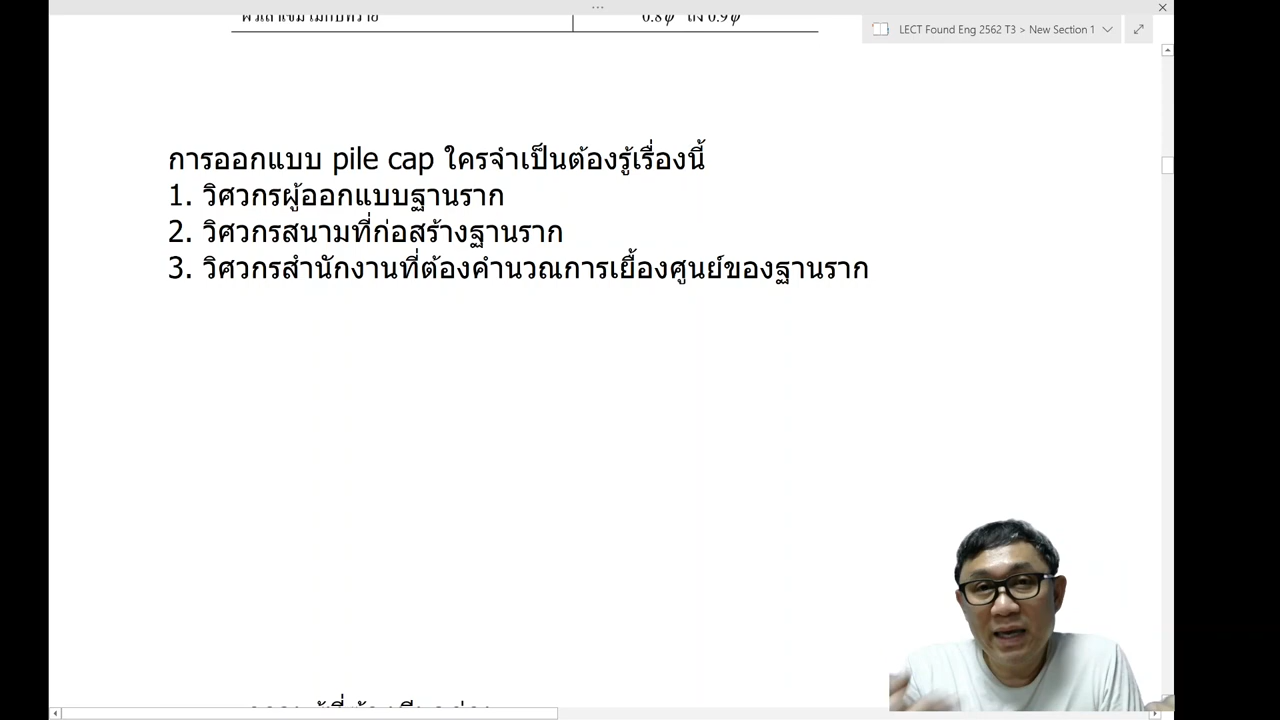 LECT Found Eng 2562 T3 > New Section 1
การออกแบบ pile cap ใครจำเป็นต้องรู้เรื่องนี้
1. วิศวกรผู้ออกแบบฐานราก
2. วิศวกรสนามที่ก่อสร้างฐานราก
3. วิศวกรสำนักงานที่ต้องคำนวณการเยื้องศูนย์ของฐานราก